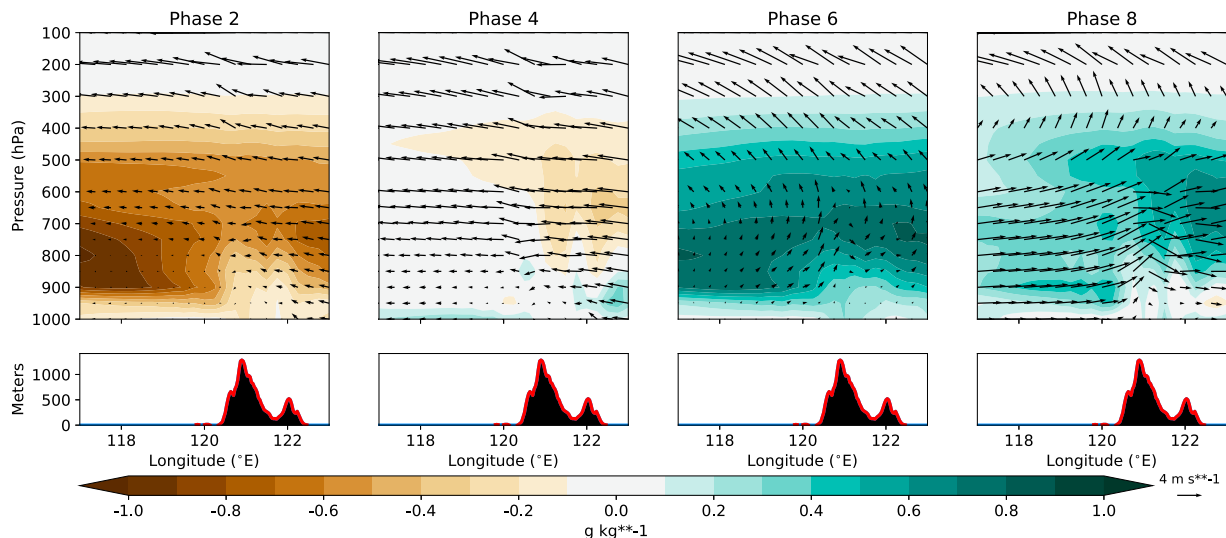 Phase 2 Phase 4 Phase 6 Phase 8
Pressure (hPa)
100
200
300
400
500
600
700
800
900
1000
Meters
1000
500
0
118 120 122 118 120 122 118 120 122 118 120 122
Longitude (°E) Longitude (°E) Longitude (°E) Longitude (°E)
4 m s**-1
-1.0 -0.8 -0.6 -0.4 -0.2 0.0 0.2 0.4 0.6 0.8 1.0
g kg**-1